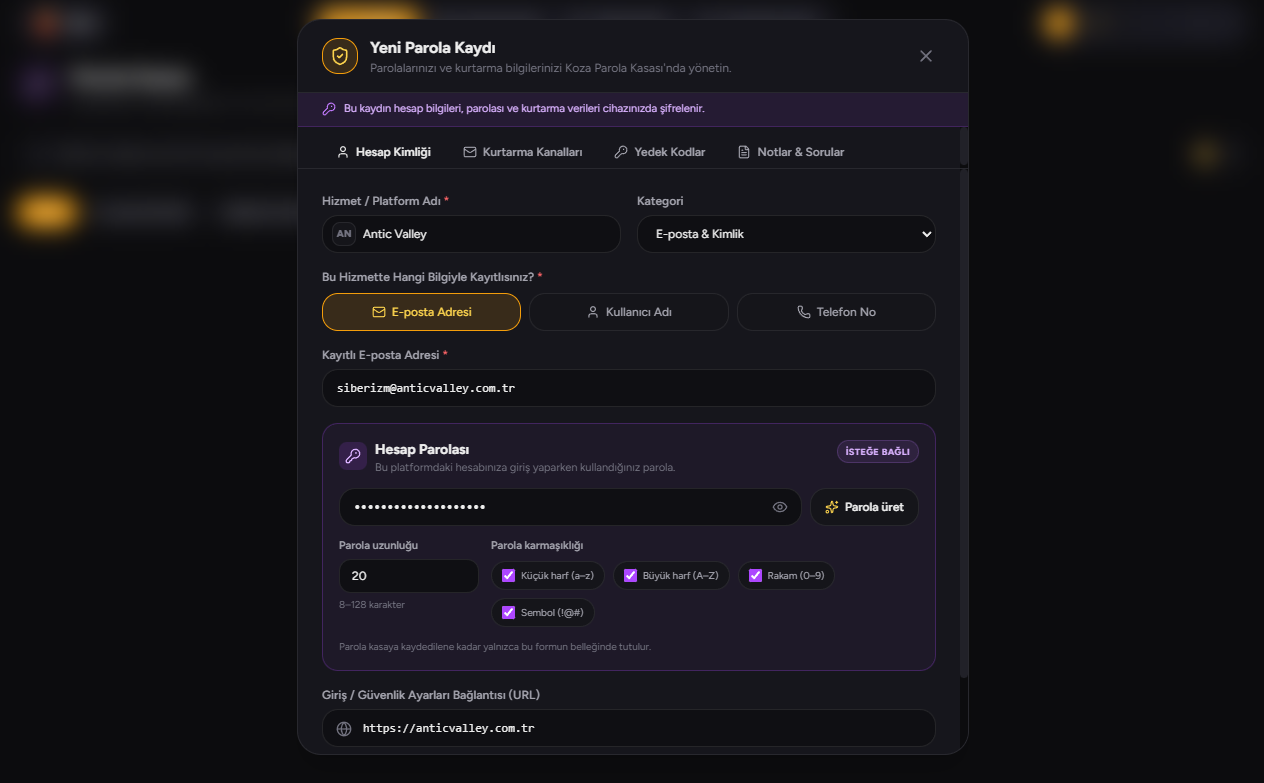 Yeni Parola Kaydı
Parolalarınızı ve kurtarma bilgilerinizi Koza Parola Kasası'nda yönetin.
Bu kaydın hesap bilgileri, parolası ve kurtarma verileri cihazınızda şifrelenir.
Hesap Kimliği
Kurtarma Kanalları
Yedek Kodlar
Notlar & Sorular
Hizmet / Platform Adı *
Kategori
AN Antic Valley
E-posta & Kimlik
Bu Hizmette Hangi Bilgiyle Kayıtlısınız? *
E-posta Adresi
Kullanıcı Adı
Telefon No
Kayıtlı E-posta Adresi *
siberizm@anticvalley.com.tr
Hesap Parolası
İSTEĞE BAĞLI
Bu platformdaki hesabınıza giriş yaparken kullandığınız parola.
••••••••••••••••••••
Parola üret
Parola uzunluğu
Parola karmaşıklığı
20
Küçük harf (a–z)
Büyük harf (A–Z)
Rakam (0–9)
8–128 karakter
Sembol (!@#)
Parola kasaya kaydedilene kadar yalnızca bu formun belleğinde tutulur.
Giriş / Güvenlik Ayarları Bağlantısı (URL)
https://anticvalley.com.tr